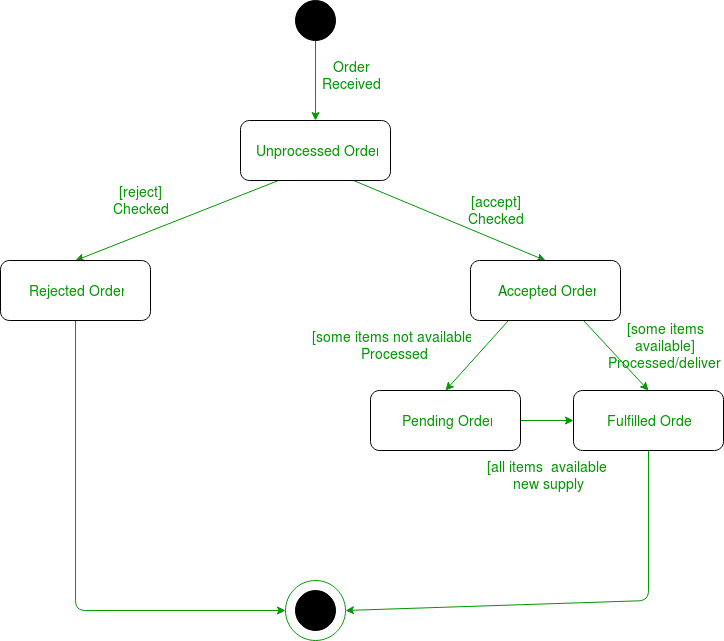 Order
Received
Unprocessed Order
[reject]
Checked
[accept]
Checked
Rejected Order
Accepted Order
[some items not available
Processed
[some items
available]
Processed/deliver
Pending Order
Fulfilled Orde
[all items available
new supply